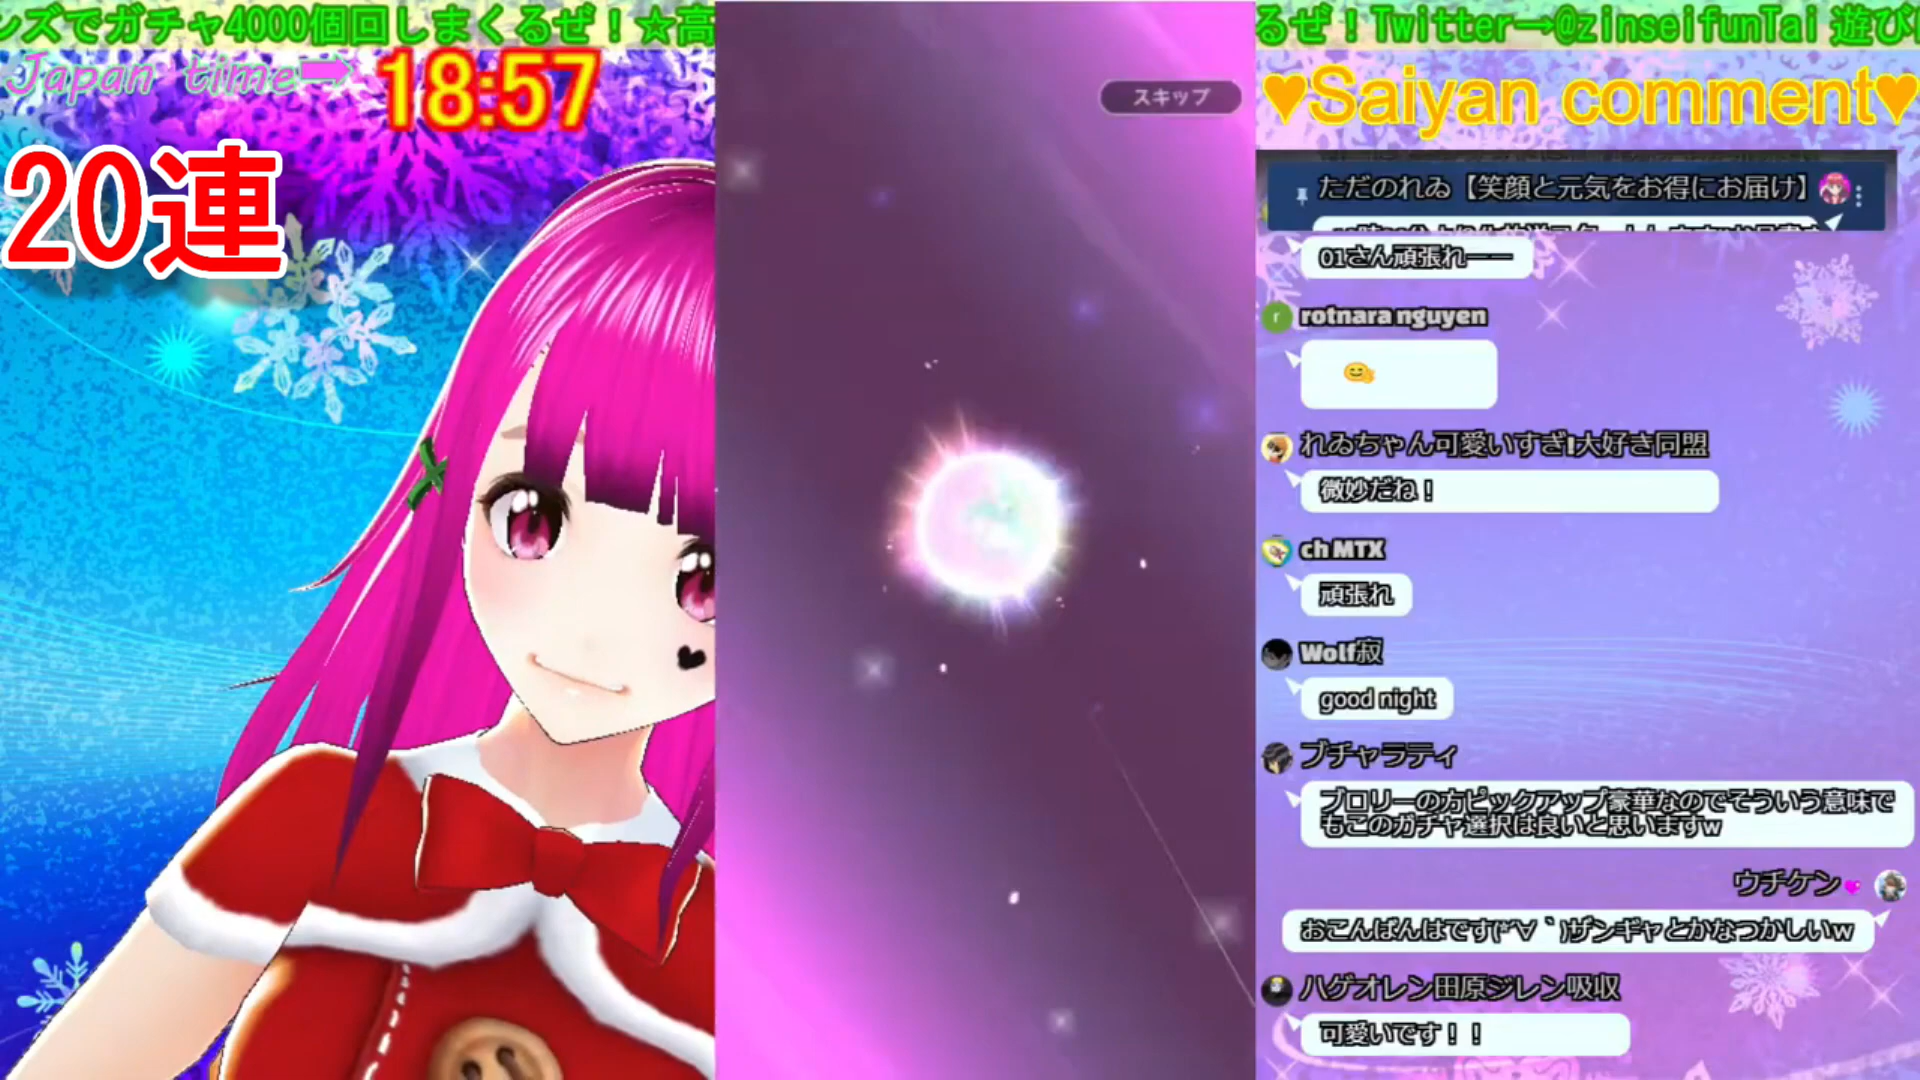 ンズでガチャ4000個回しまくるぜ！☆高
るぜ！Twitter→@zinseifunTai 遊び
Japan time➡
18:57
20連
スキップ
♥Saiyan comment♥
ただのれゐ【笑顔と元気をお得にお届け】
01さん頑張れーー
r
rotnara nguyen
れゐちゃん可愛いすぎ!大好き同盟
微妙だね！
ch MTX
頑張れ
Wolf寂
good night
ブチャラティ
ブロリーの方ピックアップ豪華なのでそういう意味で
もこのガチャ選択は良いと思いますw
ウチケン
おこんばんはです(*´∀｀)ザンギャとかなつかしいｗ
ハゲオレン田原ジレン吸収
可愛いです！！